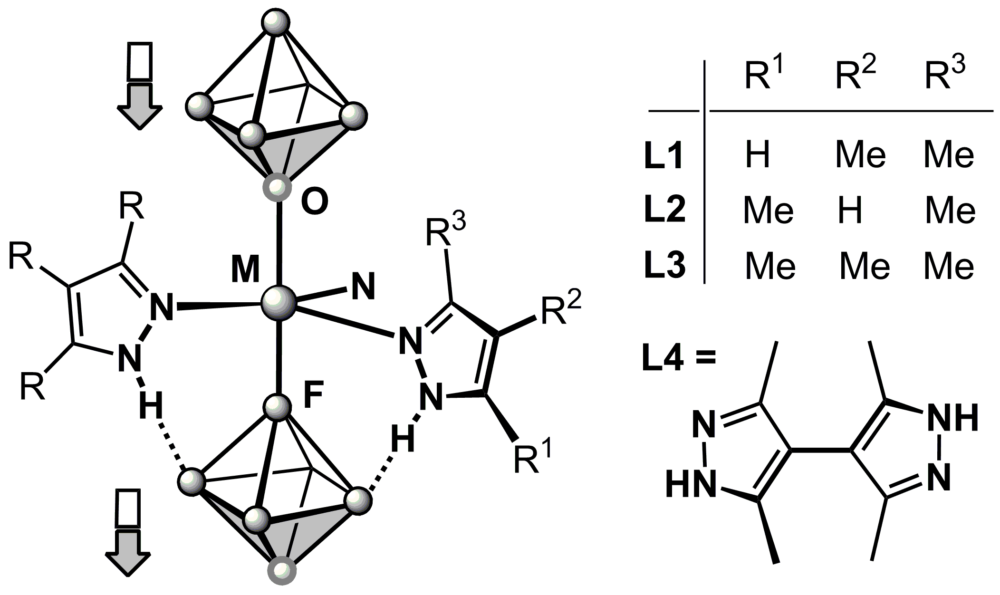 O
R
R
R
M
N
N
N
H
F
R³
R²
N
N
H
R¹
R¹ R² R³
L1 H Me Me
L2 Me H Me
L3 Me Me Me
L4 =
N
HN
NH
N